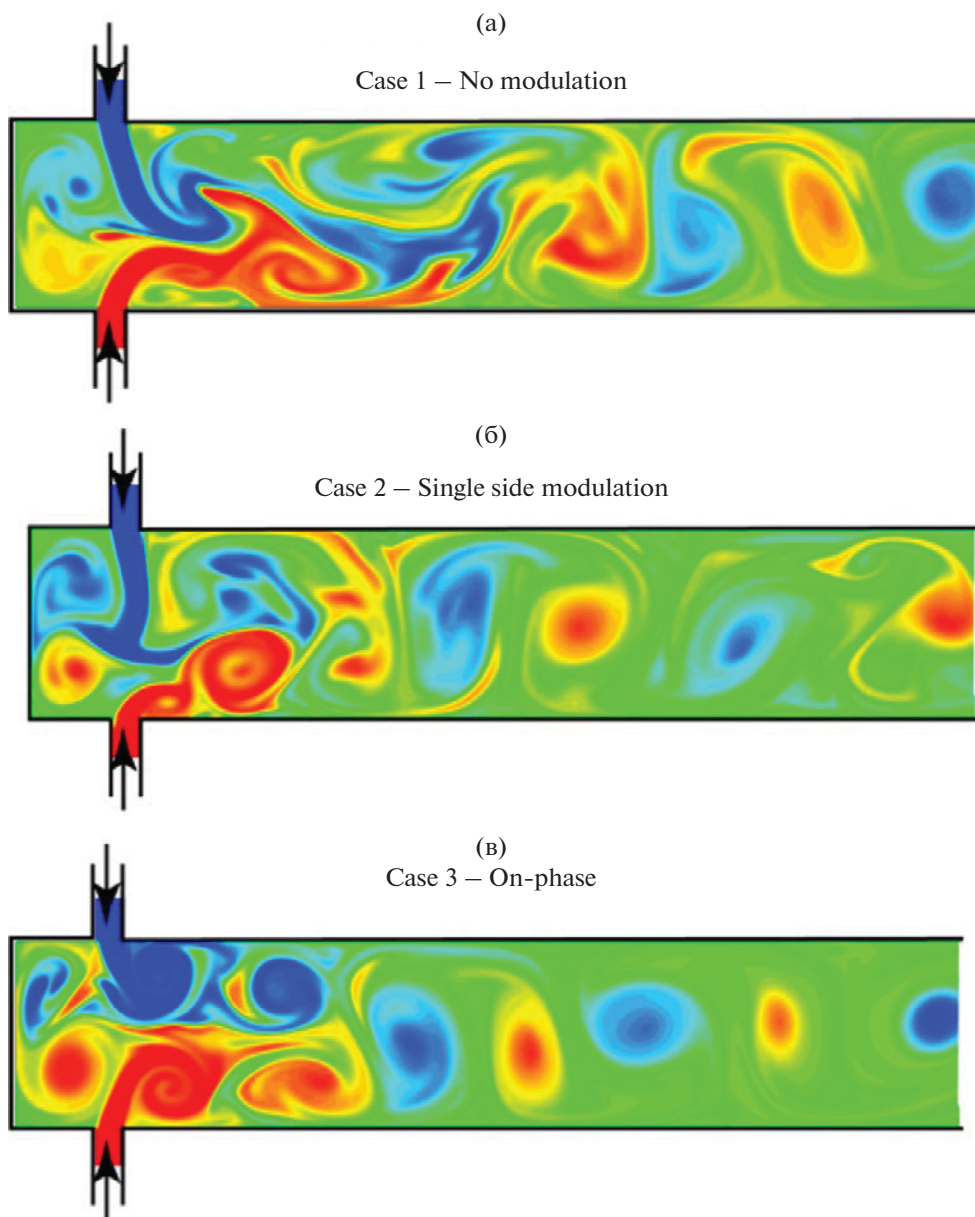 (а)
Case 1 – No modulation
(б)
Case 2 – Single side modulation
(в)
Case 3 – On-phase